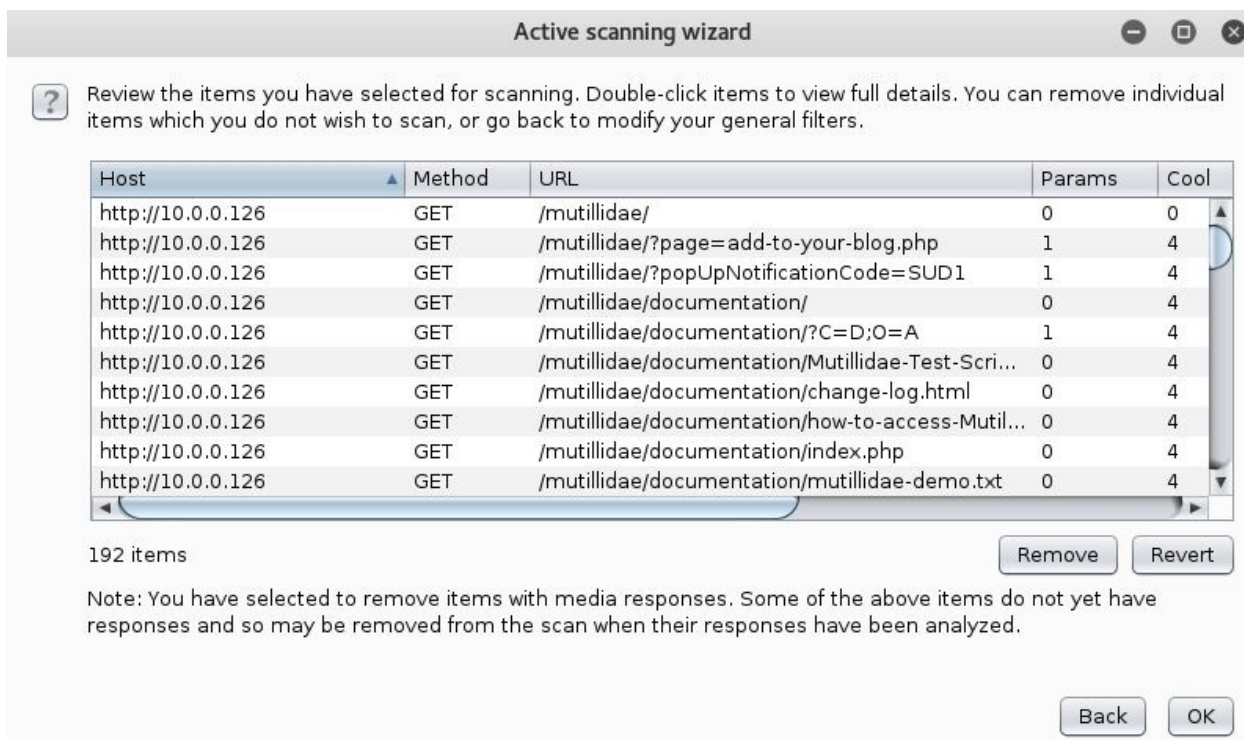 Active scanning wizard
Review the items you have selected for scanning. Double-click items to view full details. You can remove individual
items which you do not wish to scan, or go back to modify your general filters.
Host Method URL Params Cool
http://10.0.0.126 GET /mutillidae/ 0 0
http://10.0.0.126 GET /mutillidae/?page=add-to-your-blog.php 1 4
http://10.0.0.126 GET /mutillidae/?popUpNotificationCode=SUD1 1 4
http://10.0.0.126 GET /mutillidae/documentation/ 0 4
http://10.0.0.126 GET /mutillidae/documentation/?C=D;O=A 1 4
http://10.0.0.126 GET /mutillidae/documentation/Mutillidae-Test-Scri... 0 4
http://10.0.0.126 GET /mutillidae/documentation/change-log.html 0 4
http://10.0.0.126 GET /mutillidae/documentation/how-to-access-Mutil... 0 4
http://10.0.0.126 GET /mutillidae/documentation/index.php 0 4
http://10.0.0.126 GET /mutillidae/documentation/mutillidae-demo.txt 0 4
192 items Remove Revert
Note: You have selected to remove items with media responses. Some of the above items do not yet have
responses and so may be removed from the scan when their responses have been analyzed.
Back OK